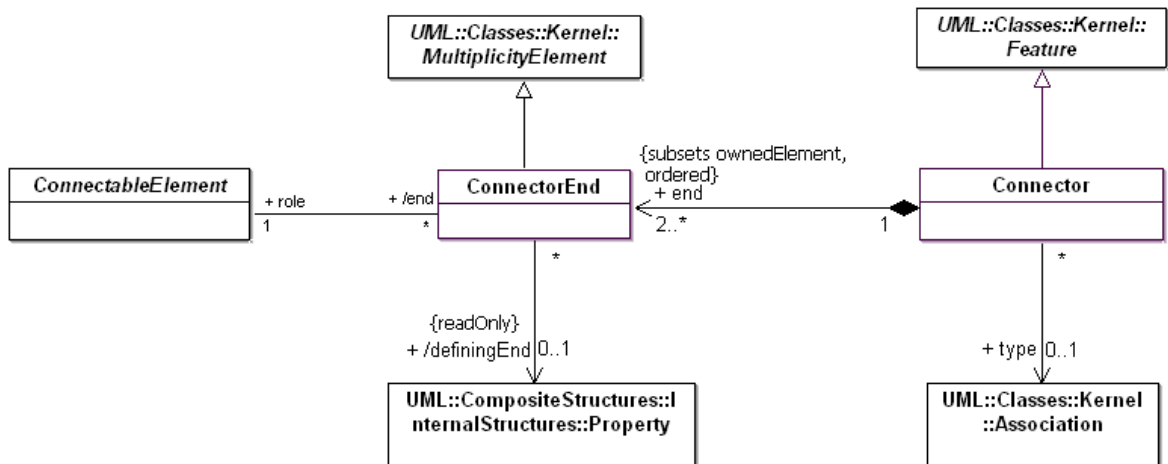 UML::Classes::Kernel::
MultiplicityElement
UML::Classes::Kernel::
Feature
{subsets ownedElement,
ordered}
+ end
2..*
1
ConnectableElement
+ role
1
+ /end
*
ConnectorEnd
Connector
*
{readOnly}
+ /definingEnd
0..1
*
+ type
0..1
UML::CompositeStructures::I
nternalStructures::Property
UML::Classes::Kernel
::Association